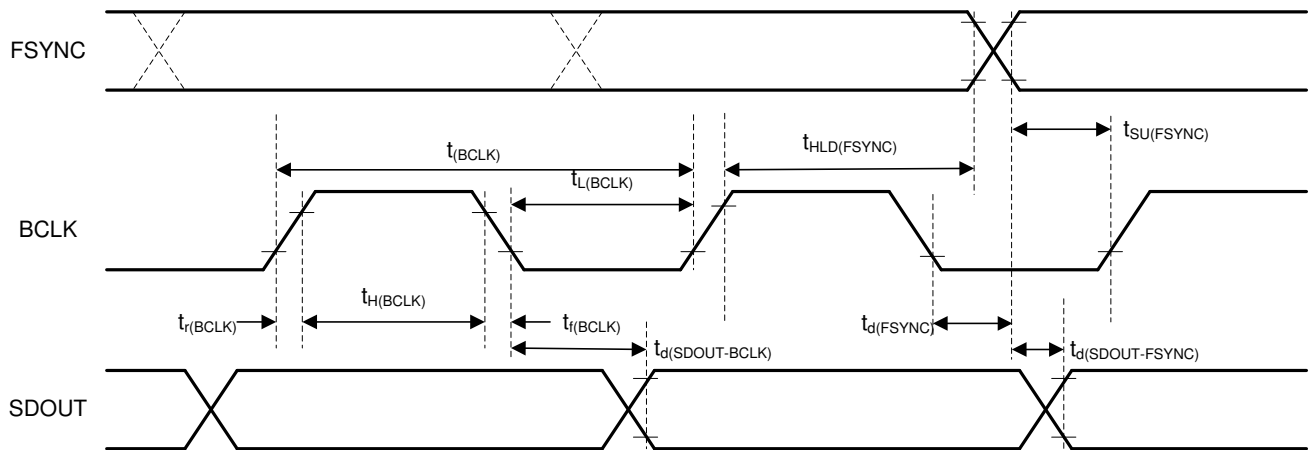 FSYNC
t(BCLK)
tHLD(FSYNC)
tSU(FSYNC)
tL(BCLK)
BCLK
tr(BCLK)
tH(BCLK)
tf(BCLK)
td(FSYNC)
td(SDOUT-BCLK)
td(SDOUT-FSYNC)
SDOUT